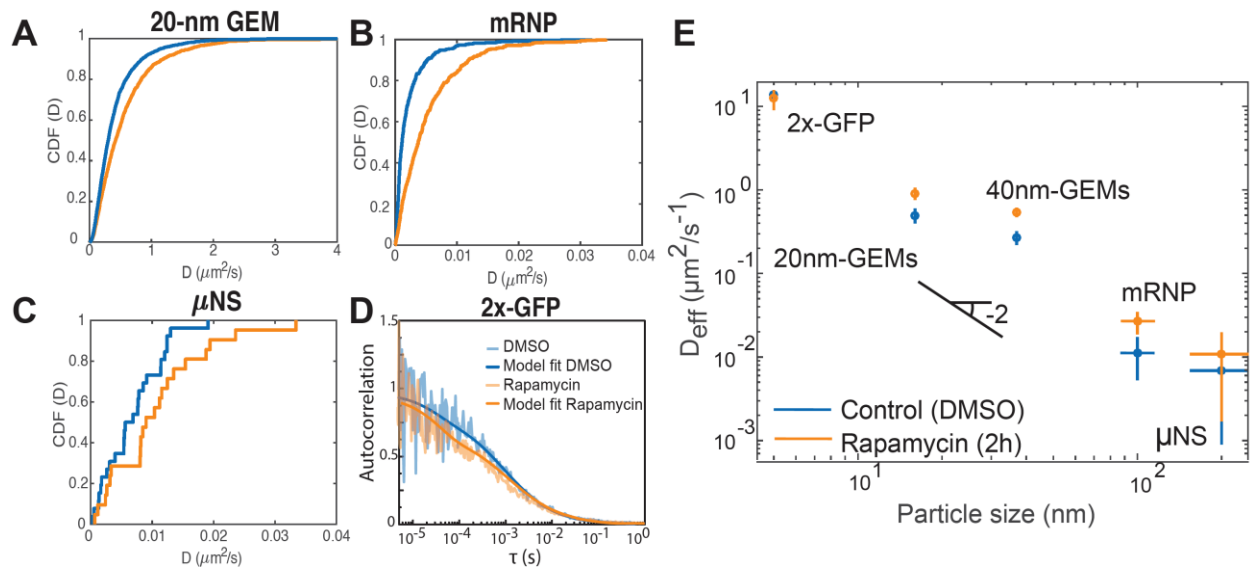 A
20-nm GEM
CDF (D)
1
0.8
0.6
0.4
0.2
0
0
1
2
3
4
D (μm²/s)
B
mRNP
CDF (D)
1
0.8
0.6
0.4
0.2
0
0
0.01
0.02
0.03
0.04
D (μm²/s)
C
μNS
CDF (D)
1
0.8
0.6
0.4
0.2
0
0
0.01
0.02
0.03
0.04
D (μm²/s)
D
2x-GFP
Autocorrelation
1.5
1
0.5
0
DMSO
Model fit DMSO
Rapamycin
Model fit Rapamycin
10⁻⁵
10⁻⁴
10⁻³
10⁻²
10⁻¹
10⁰
τ (s)
E
D_eff (μm²/s⁻¹)
10¹
10⁰
10⁻¹
10⁻²
10⁻³
2x-GFP
40nm-GEMs
20nm-GEMs
-2
mRNP
μNS
Control (DMSO)
Rapamycin (2h)
10¹
10²
Particle size (nm)